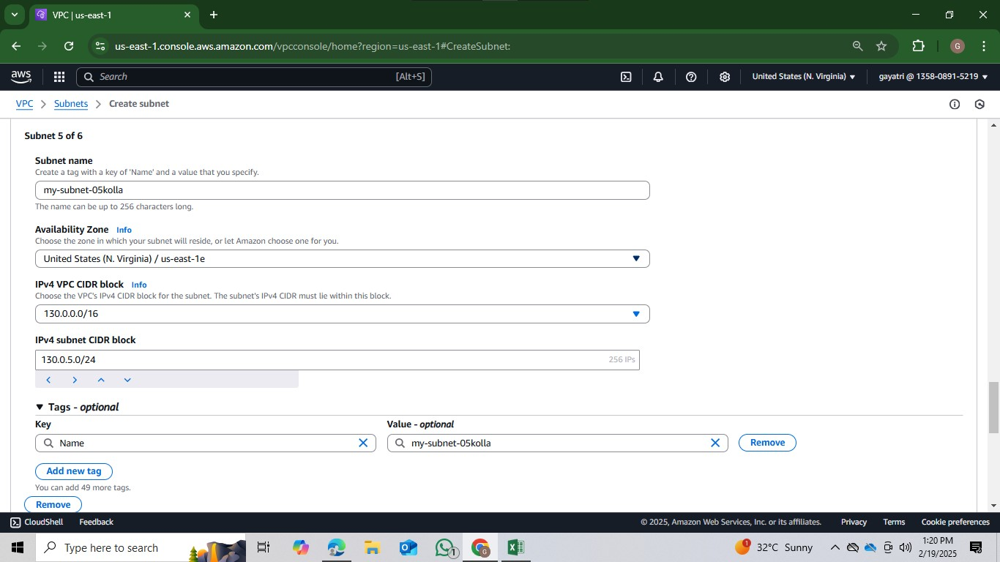 VPC | us-east-1
us-east-1.console.aws.amazon.com/vpcconsole/home?region=us-east-1#CreateSubnet:
G
aws
Search
[Alt+S]
United States (N. Virginia)
gayatri @ 1358-0891-5219
VPC
Subnets
Create subnet
Subnet 5 of 6
Subnet name
Create a tag with a key of 'Name' and a value that you specify.
my-subnet-05kolla
The name can be up to 256 characters long.
Availability Zone Info
Choose the zone in which your subnet will reside, or let Amazon choose one for you.
United States (N. Virginia) / us-east-1e
IPv4 VPC CIDR block Info
Choose the VPC's IPv4 CIDR block for the subnet. The subnet's IPv4 CIDR must lie within this block.
130.0.0.0/16
IPv4 subnet CIDR block
130.0.5.0/24
256 IPs
Tags - optional
Key
Value - optional
Name
my-subnet-05kolla
Remove
Add new tag
You can add 49 more tags.
Remove
CloudShell
Feedback
© 2025, Amazon Web Services, Inc. or its affiliates.
Privacy
Terms
Cookie preferences
Type here to search
1
G
1
32°C Sunny
1:20 PM
2/19/2025